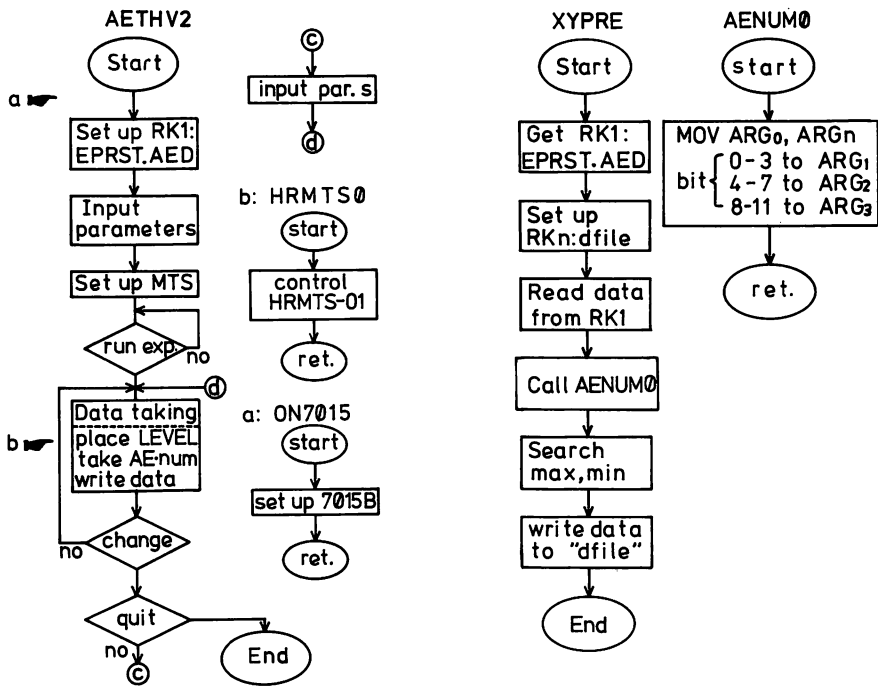 AETHV2
Start
a
Set up RK1:
EPRST.AED
Input
parameters
Set up MTS
run exp.
no
d
b
Data taking
place LEVEL
take AE·num
write data
change
no
quit
no
c
End
c
input par.s
d
b: HRMTS0
start
control
HRMTS-01
ret.
a: ON7015
start
set up 7015B
ret.
XYPRE
Start
Get RK1:
EPRST.AED
Set up
RKn:dfile
Read data
from RK1
Call AENUM0
Search
max,min
write data
to "dfile"
End
AENUM0
start
MOV ARG0, ARGn
bit { 0-3 to ARG1
4-7 to ARG2
8-11 to ARG3
ret.